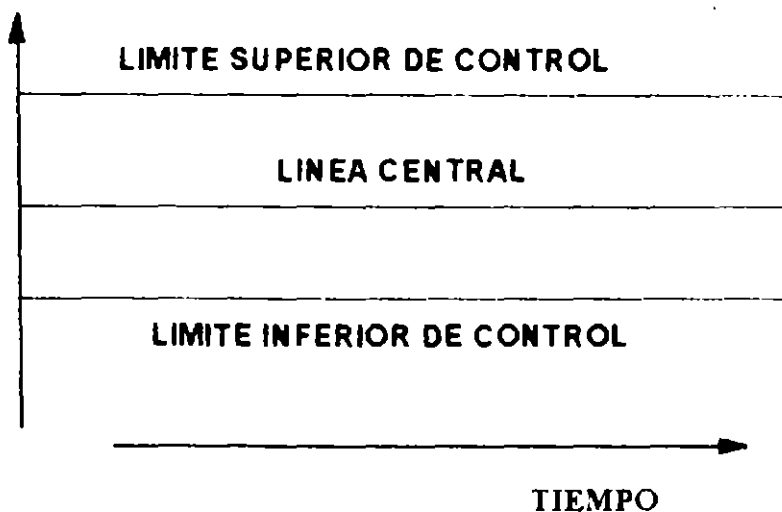 LIMITE SUPERIOR DE CONTROL
LINEA CENTRAL
LIMITE INFERIOR DE CONTROL
TIEMPO